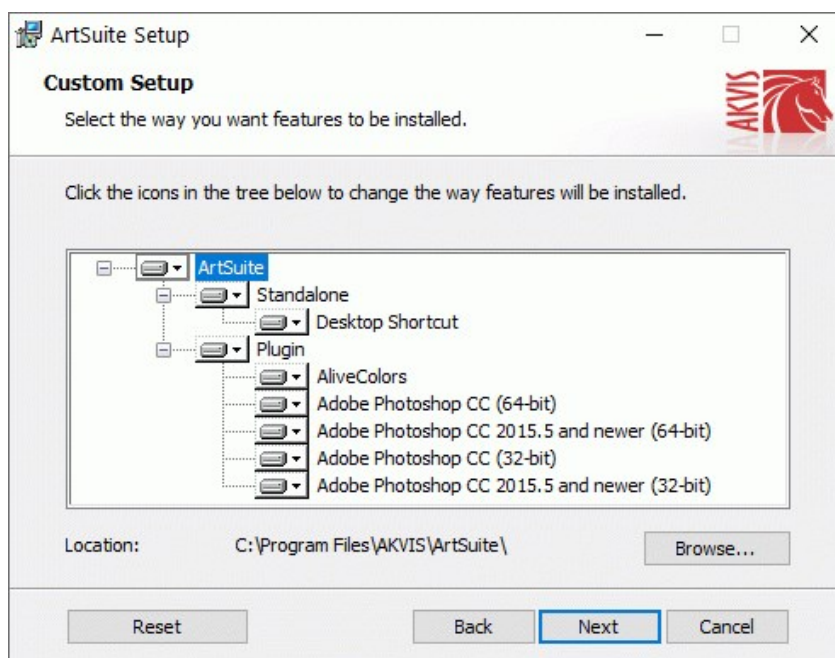 ArtSuite Setup
Custom Setup
Select the way you want features to be installed.
AKVIS
Click the icons in the tree below to change the way features will be installed.
ArtSuite
Standalone
Desktop Shortcut
Plugin
AliveColors
Adobe Photoshop CC (64-bit)
Adobe Photoshop CC 2015.5 and newer (64-bit)
Adobe Photoshop CC (32-bit)
Adobe Photoshop CC 2015.5 and newer (32-bit)
Location: C:\Program Files\AKVIS\ArtSuite\ Browse...
Reset Back Next Cancel